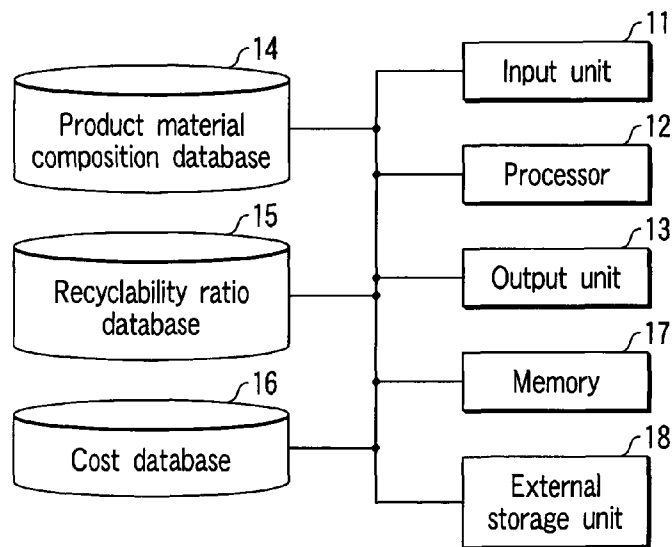 14
Product material
composition database
15
Recyclability ratio
database
16
Cost database
11
Input unit
12
Processor
13
Output unit
17
Memory
18
External
storage unit